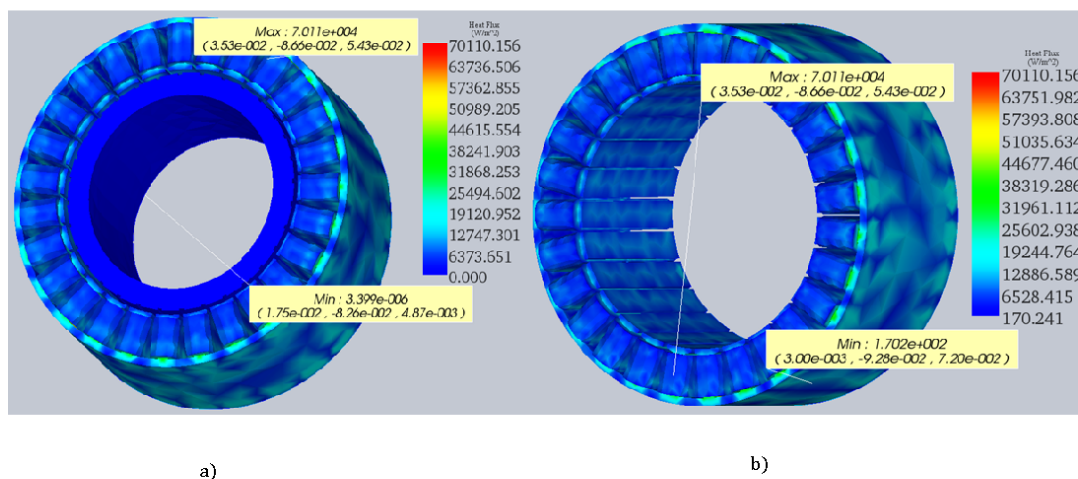 Max : 7.011e+004
( 3.53e-002 , -8.66e-002 , 5.43e-002 )
Heat Flux
(W/m^2)
70110.156
63736.506
57362.855
50989.205
44615.554
38241.903
31868.253
25494.602
19120.952
12747.301
6373.651
0.000
Min : 3.399e-006
( 1.75e-002 , -8.26e-002 , 4.87e-003 )
Max : 7.011e+004
( 3.53e-002 , -8.66e-002 , 5.43e-002 )
Heat Flux
(W/m^2)
70110.156
63751.982
57393.808
51035.634
44677.460
38319.286
31961.112
25602.938
19244.764
12886.589
6528.415
170.241
Min : 1.702e+002
( 3.00e-003 , -9.28e-002 , 7.20e-002 )
a)
b)